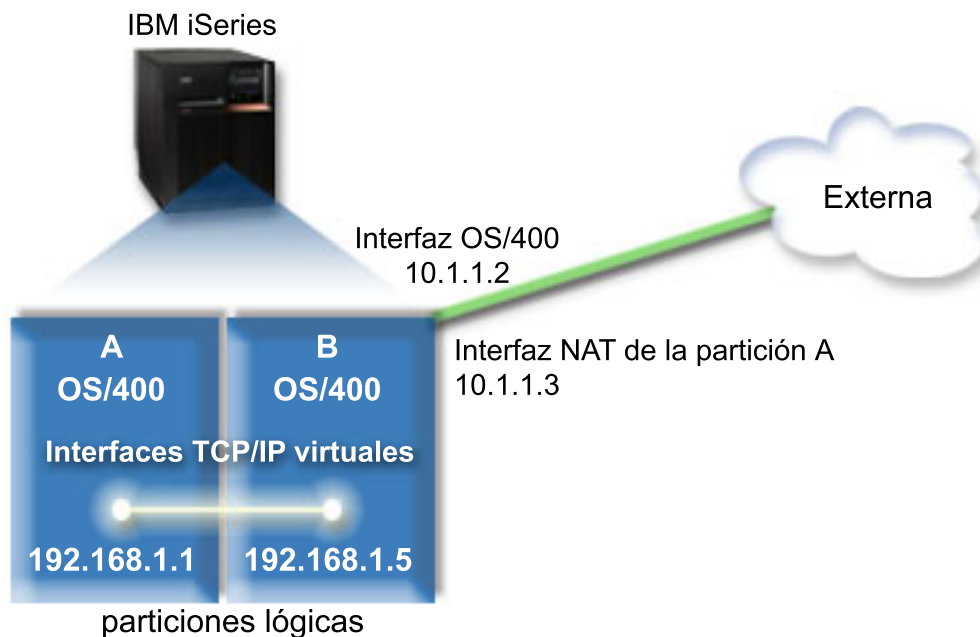 IBM iSeries
Externa
Interfaz OS/400
10.1.1.2
Interfaz NAT de la partición A
10.1.1.3
A
OS/400
B
OS/400
Interfaces TCP/IP virtuales
192.168.1.1
192.168.1.5
particiones lógicas